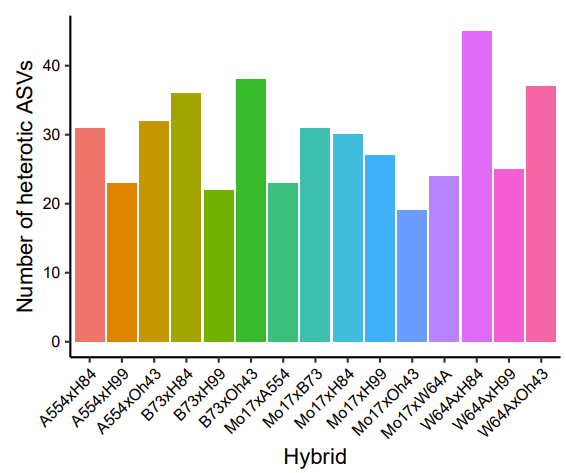 Number of heterotic ASVs
40
30
20
10
0
A554xH84
A554xH99
A554xOh43
B73xH84
B73xH99
B73xOh43
Mo17xA554
Mo17xB73
Mo17xH84
Mo17xH99
Mo17xOh43
Mo17xW64A
W64AxH84
W64AxH99
W64AxOh43
Hybrid